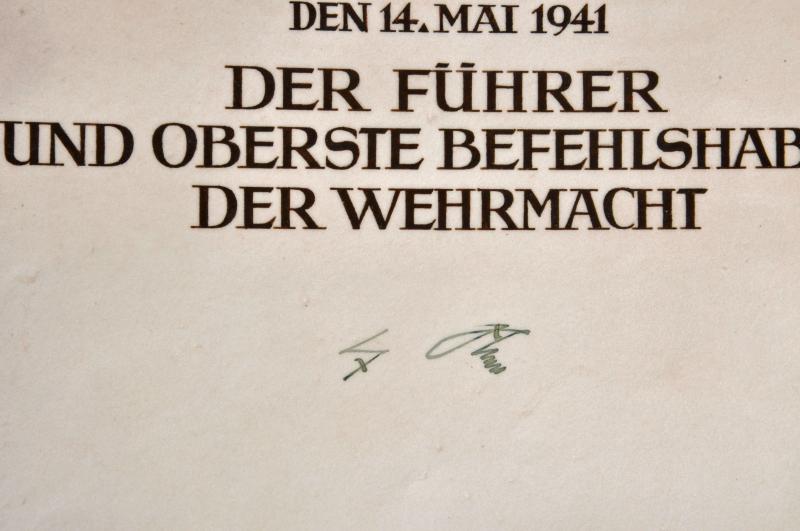 DEN 14. MAI 1941
DER FÜHRER
UND OBERSTE BEFEHLSHAB
DER WEHRMACHT